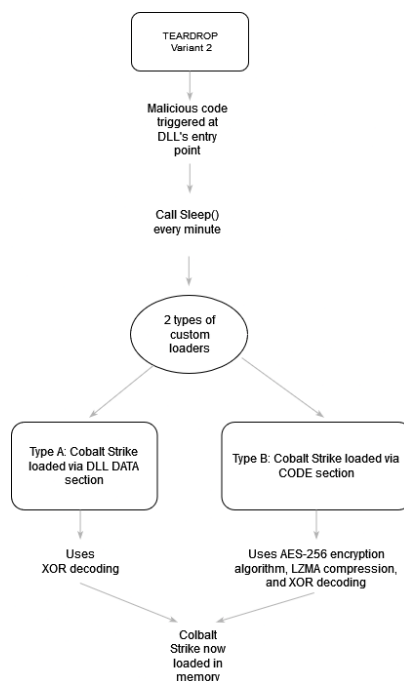 TEARDROP
Variant 2
Malicious code
triggered at
DLL's entry
point
Call Sleep()
every minute
2 types of
custom
loaders
Type A: Cobalt Strike
loaded via DLL DATA
section
Type B: Cobalt Strike loaded via
CODE section
Uses
XOR decoding
Uses AES-256 encryption
algorithm, LZMA compression,
and XOR decoding
Colbalt
Strike now
loaded in
memory